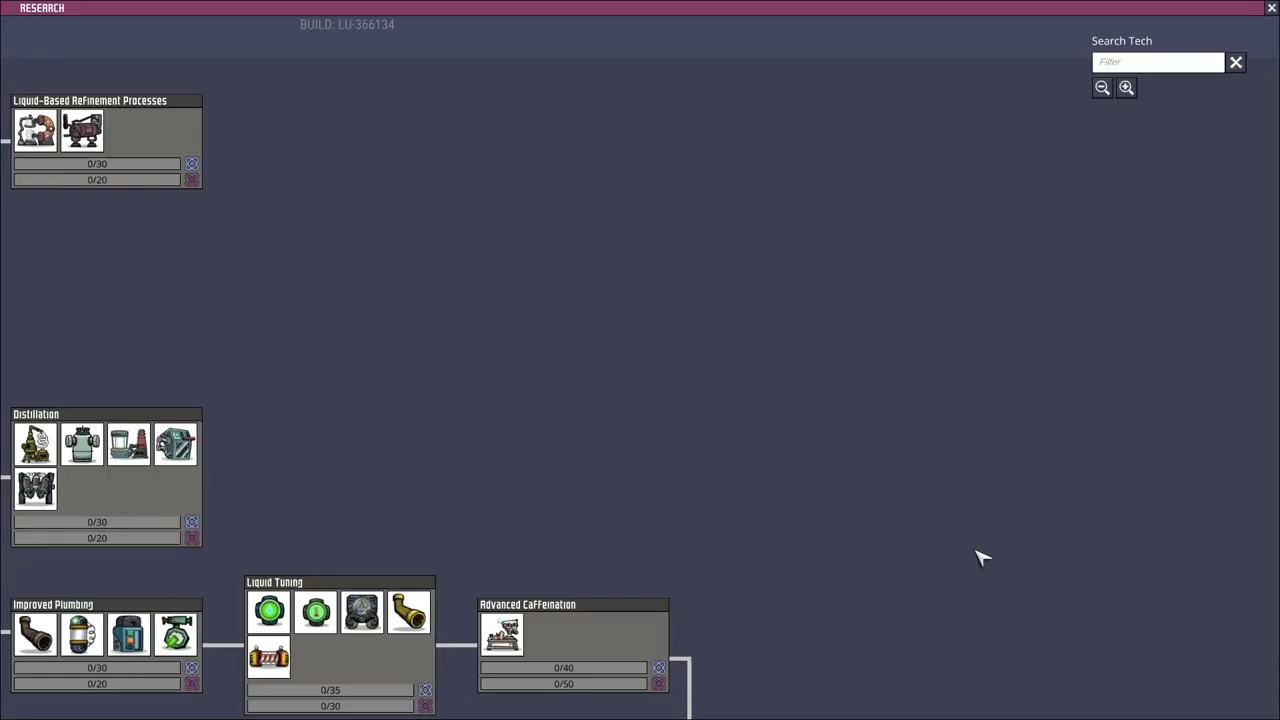 RESEARCH
BUILD: LU-366134
Search Tech
Filter
Liquid-Based Refinement Processes
0/30
0/20
Distillation
0/30
0/20
Improved Plumbing
0/30
0/20
Liquid Tuning
0/35
0/30
Advanced Caffeination
0/40
0/50